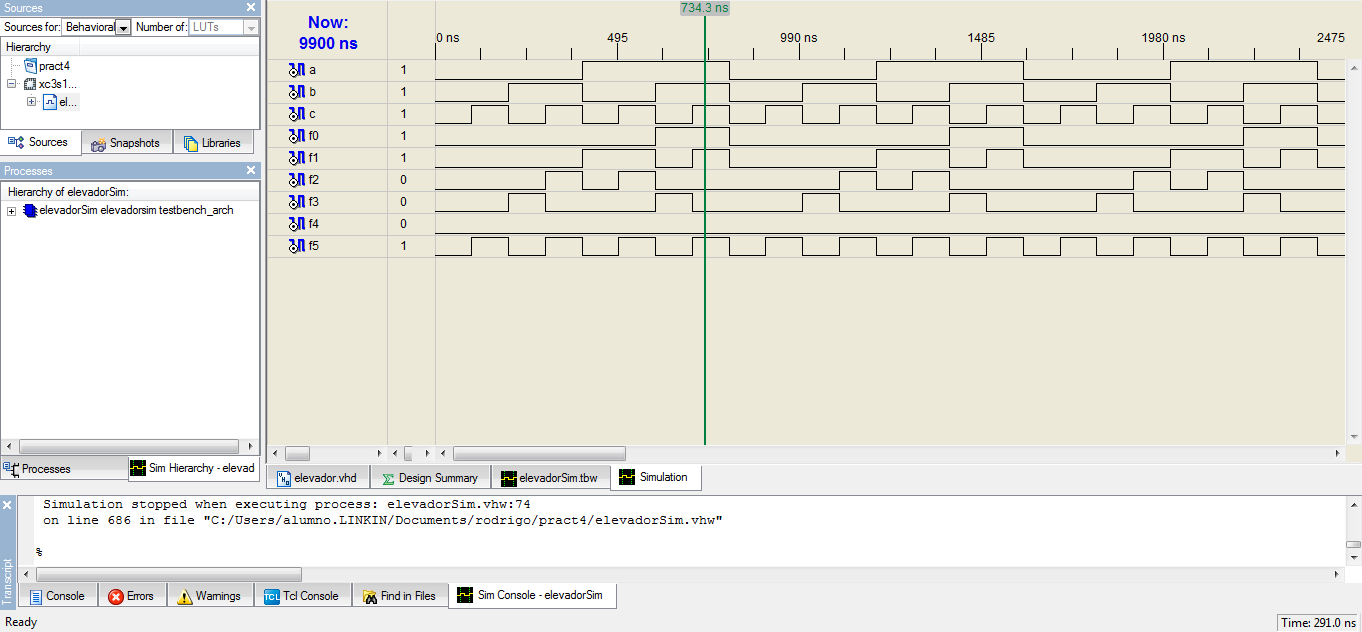 Sources
Sources for: Behavioral Number of: LUTs
Hierarchy
pract4
xc3s1...
el...
Sources Snapshots Libraries
Processes
Hierarchy of elevadorSim:
elevadorSim elevadorsim testbench_arch
Processes Sim Hierarchy - elevad
734.3 ns
Now:
9900 ns
0 ns 495 990 ns 1485 1980 ns 2475
a 1
b 1
c 1
f0 1
f1 1
f2 0
f3 0
f4 0
f5 1
elevador.vhd Design Summary elevadorSim.tbw Simulation
Simulation stopped when executing process: elevadorSim.vhw:74
on line 686 in file "C:/Users/alumno.LINKIN/Documents/rodrigo/pract4/elevadorSim.vhw"
%
Transcript
Console Errors Warnings TCL Tcl Console Find in Files Sim Console - elevadorSim
Ready Time: 291.0 ns